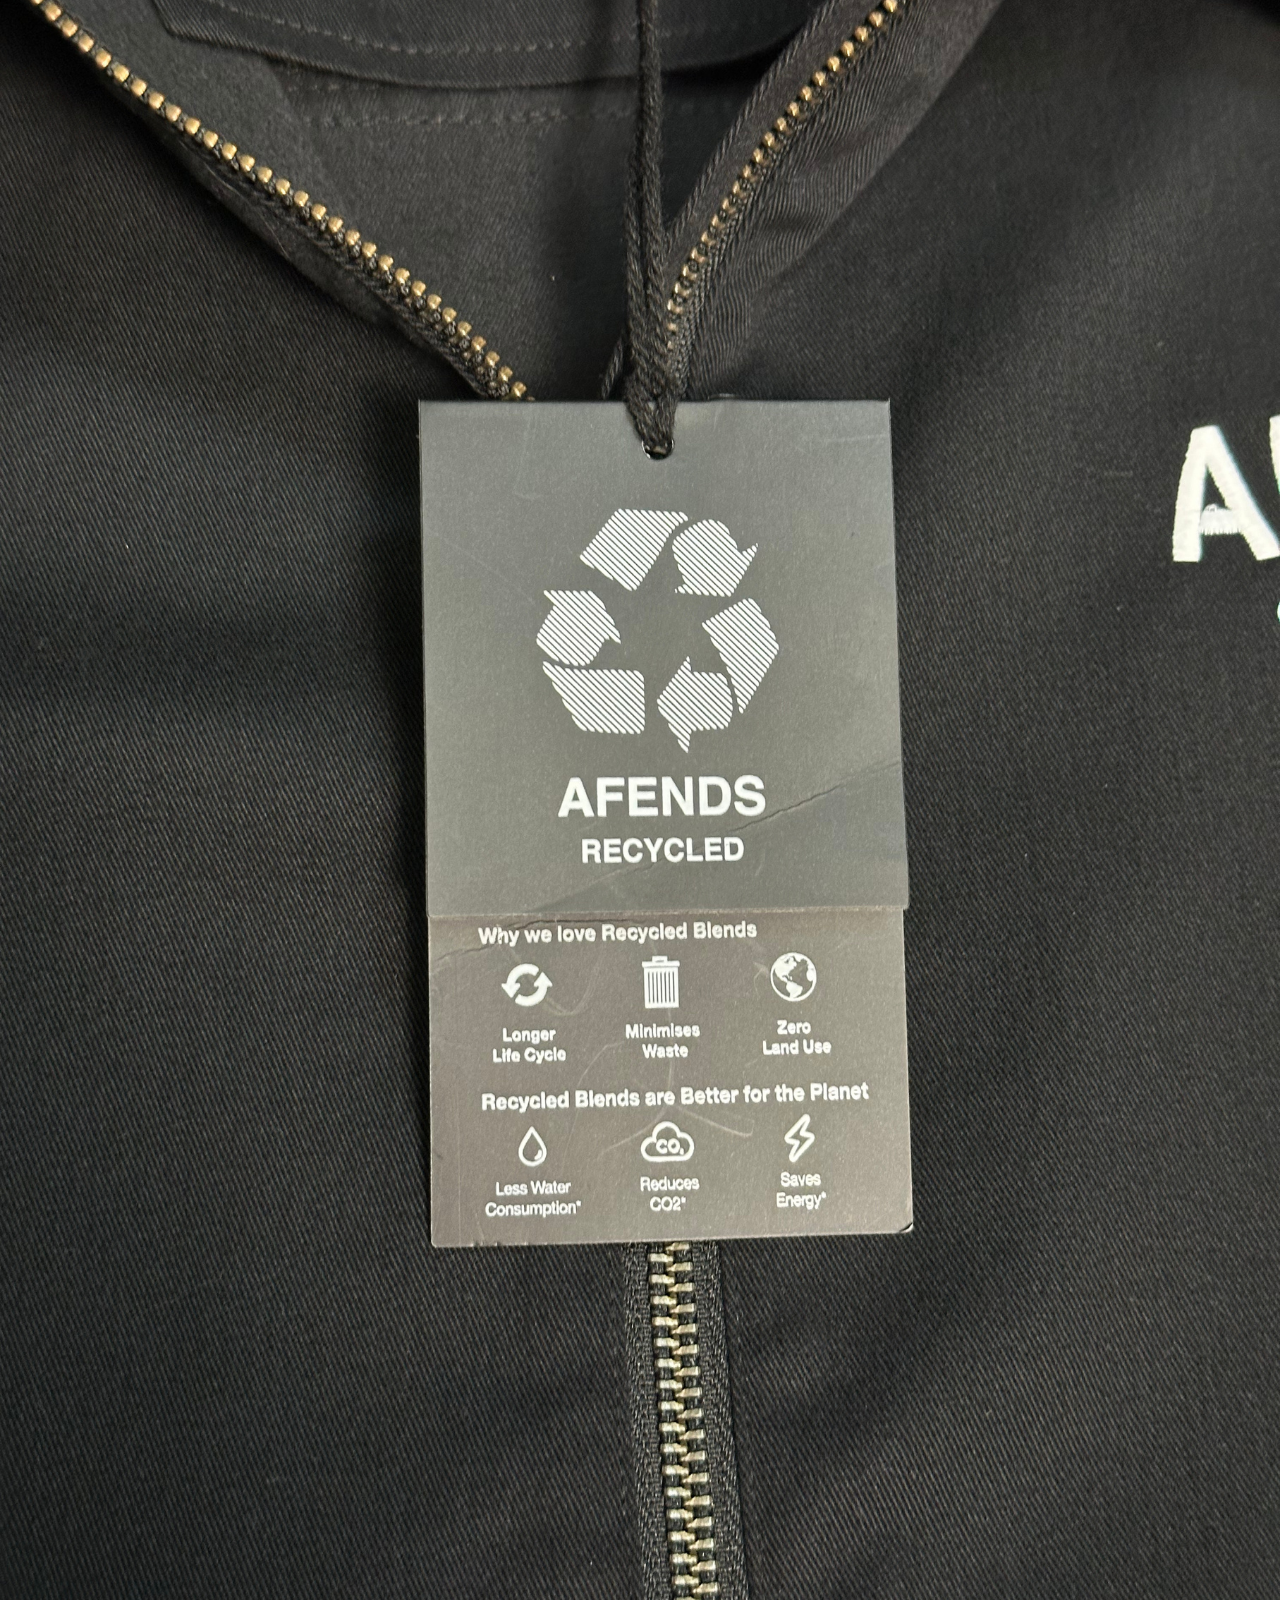 AFENDS
RECYCLED
Why we love Recycled Blends
Longer
Life Cycle
Minimises
Waste
Zero
Land Use
Recycled Blends are Better for the Planet
CO₂
Less Water
Consumption*
Reduces
CO2*
Saves
Energy*
A